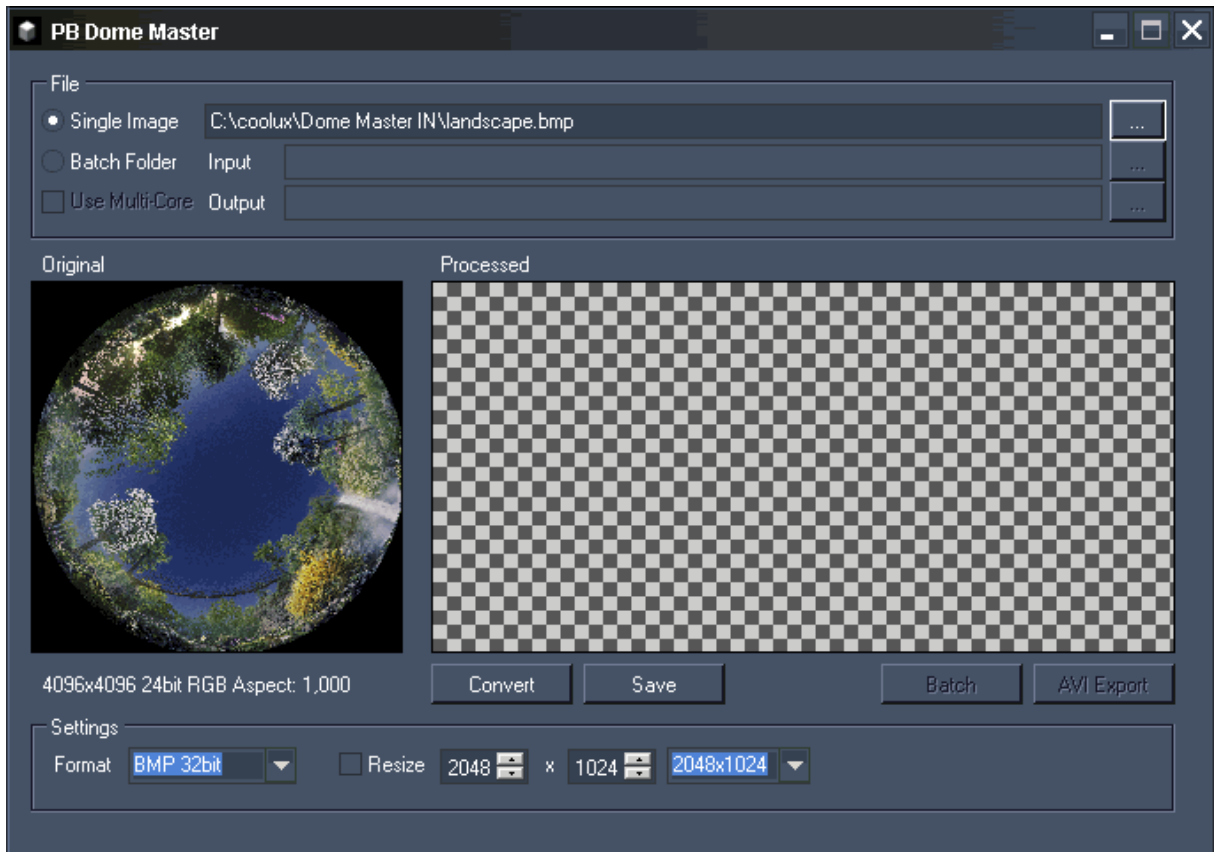 PB Dome Master
File
Single Image C:\coolux\Dome Master IN\landscape.bmp ...
Batch Folder Input ...
Use Multi-Core Output ...
Original Processed
4096x4096 24bit RGB Aspect: 1,000 Convert Save Batch AVI Export
Settings
Format BMP 32bit Resize 2048 x 1024 2048x1024